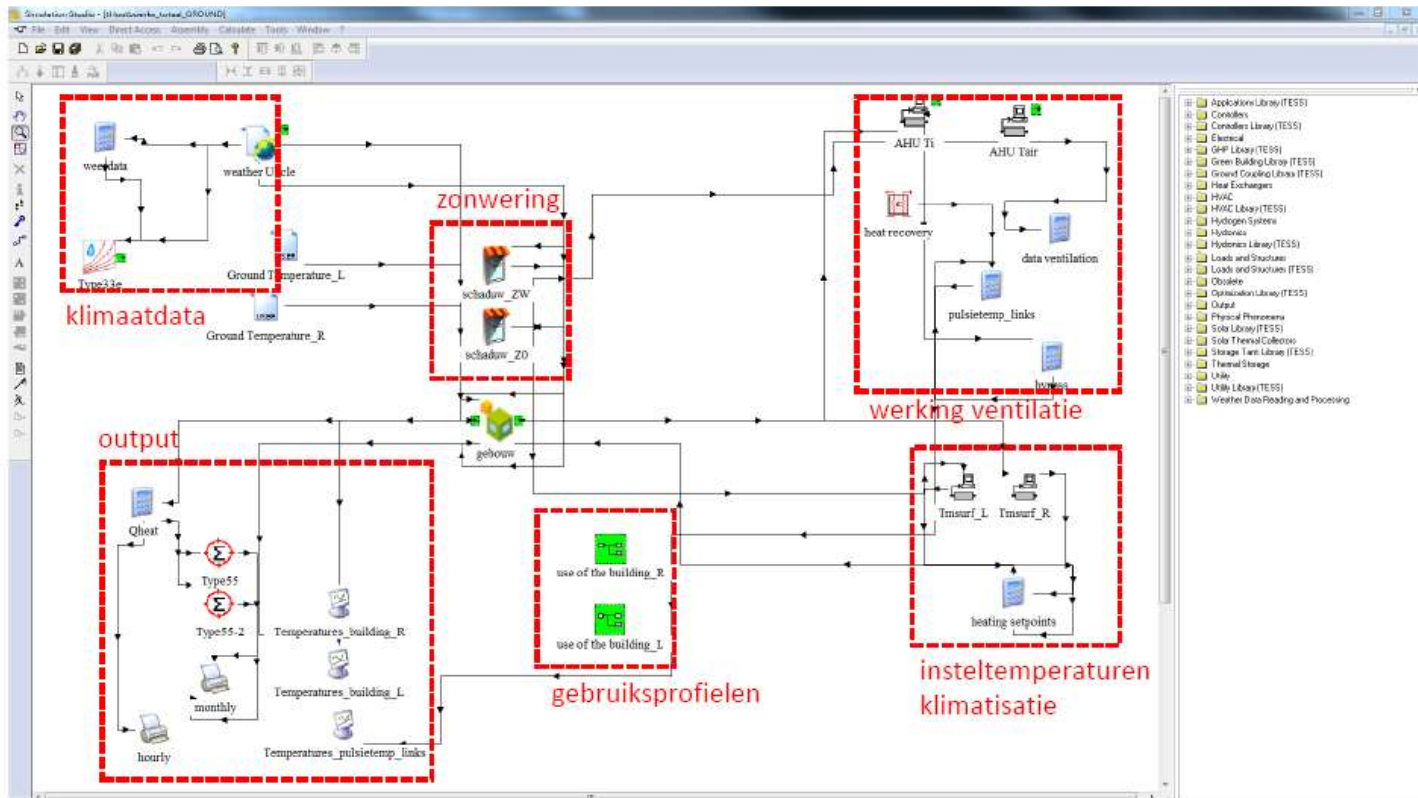 Simulation Studio - [
File Edit View Direct Access Assembly Calculate Tools Window ?
weerdata
weather Uccle
Type33e
Ground Temperature_L
Ground Temperature_R
klimaatdata
zonwering
schaduw_ZW
schaduw_ZO
gebouw
AHU Ti
AHU Tair
heat recovery
data ventilation
pulsietemp_links
bypass
werking ventilatie
output
Qheat
Type55
Type55-2
monthly
hourly
Temperatures_building_R
Temperatures_building_L
Temperatures_pulsietemp_links
use of the building_R
use of the building_L
gebruiksprofielen
Tmsurf_L
Tmsurf_R
heating setpoints
insteltemperaturen
klimatisatie
Applications Library (TESS)
Controllers
Controllers Library (TESS)
Electrical
GHP Library (TESS)
Green Building Library (TESS)
Ground Coupling Library (TESS)
Heat Exchangers
HVAC
HVAC Library (TESS)
Hydrogen Systems
Hydronics
Hydronics Library (TESS)
Loads and Structures
Loads and Structures (TESS)
Obsolete
Optimization Library (TESS)
Output
Physical Phenomena
Solar Library (TESS)
Solar Thermal Collectors
Storage Tank Library (TESS)
Thermal Storage
Utility
Utility Library (TESS)
Weather Data Reading and Processing